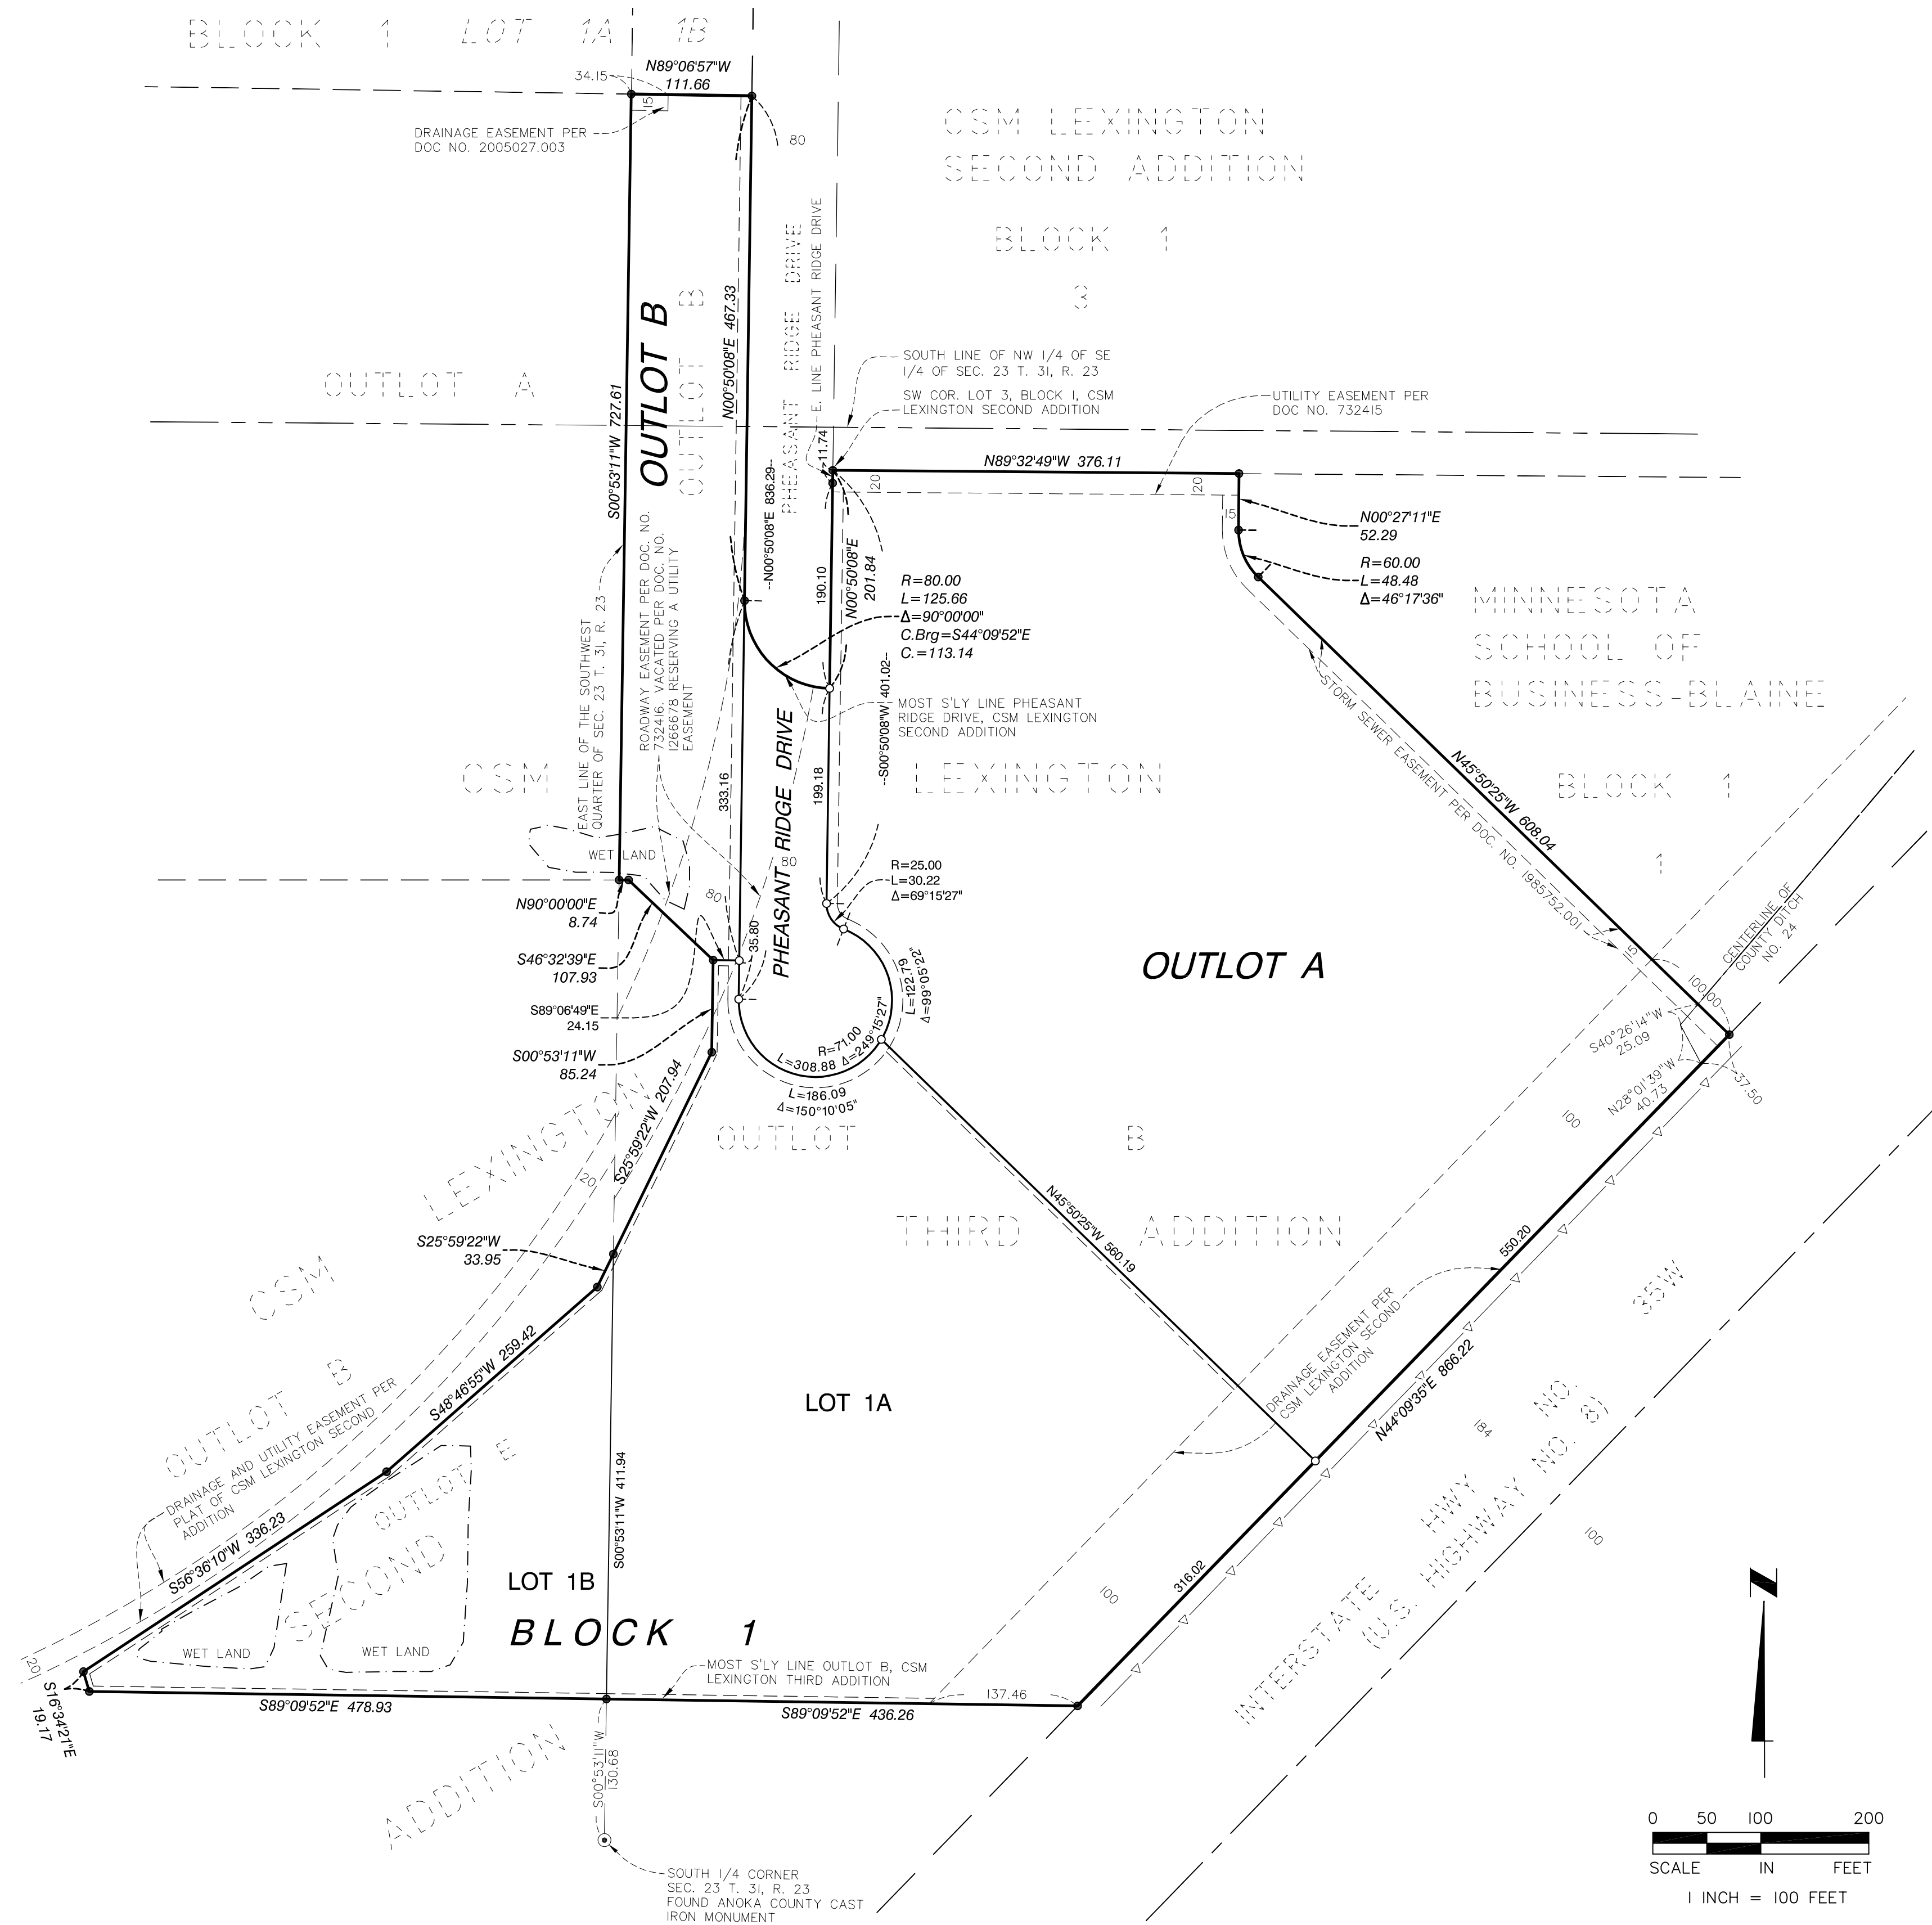 BLOCK 1 LOT 1A 1B
N89°06'57"W
111.66
34.15
15
DRAINAGE EASEMENT PER
DOC NO. 2005027.003
80
CSM LEXINGTON
SECOND ADDITION
BLOCK 1
3
OUTLOT A
OUTLOT B
OUTLOT B
S00°53'11"W 727.61
N00°50'08"E 467.33
PHEASANT RIDGE DRIVE
E. LINE PHEASANT RIDGE DRIVE
--N00°50'08"E 836.29--
11.74
SOUTH LINE OF NW 1/4 OF SE
1/4 OF SEC. 23 T. 31, R. 23
SW COR. LOT 3, BLOCK 1, CSM
LEXINGTON SECOND ADDITION
UTILITY EASEMENT PER
DOC NO. 732415
N89°32'49"W 376.11
20
20
15
N00°27'11"E
52.29
R=60.00
L=48.48
Δ=46°17'36"
190.10
N00°50'08"E
201.84
R=80.00
L=125.66
Δ=90°00'00"
C.Brg=S44°09'52"E
C.=113.14
--S00°50'08"W 401.02--
MOST S'LY LINE PHEASANT
RIDGE DRIVE, CSM LEXINGTON
SECOND ADDITION
MINNESOTA
SCHOOL OF
BUSINESS-BLAINE
BLOCK 1
1
STORM SEWER EASEMENT PER DOC. NO. 1985752.001
N45°50'25"W 608.04
EAST LINE OF THE SOUTHWEST
QUARTER OF SEC. 23 T. 31, R. 23
ROADWAY EASEMENT PER DOC. NO.
732416. VACATED PER DOC. NO.
1266678 RESERVING A UTILITY
EASEMENT
CSM LEXINGTON
PHEASANT RIDGE DRIVE
333.16
199.18
80
80
35.80
WET LAND
N90°00'00"E
8.74
S46°32'39"E
107.93
S89°06'49"E
24.15
S00°53'11"W
85.24
R=25.00
L=30.22
Δ=69°15'27"
L=122.79
Δ=99°05'22"
R=71.00
L=308.88 Δ=249°15'27"
L=186.09
Δ=150°10'05"
OUTLOT A
15
100.00
CENTERLINE OF
COUNTY DITCH
NO. 24
S40°26'14"W
25.09
N28°01'39"W
40.73
37.50
100
OUTLOT B
THIRD ADDITION
LEXINGTON
CSM
20
S25°59'22"W 207.94
S25°59'22"W
33.95
N45°50'25"W 560.19
550.20
N44°09'35"E 866.22
DRAINAGE EASEMENT PER
CSM LEXINGTON SECOND
ADDITION
S48°46'55"W 259.42
OUTLOT B
DRAINAGE AND UTILITY EASEMENT PER
PLAT OF CSM LEXINGTON SECOND
ADDITION
S56°36'10"W 336.23
OUTLOT E
SECOND
LOT 1A
S00°53'11"W 411.94
LOT 1B
BLOCK 1
WET LAND
WET LAND
20
S16°34'21"E
19.17
S89°09'52"E 478.93
MOST S'LY LINE OUTLOT B, CSM
LEXINGTON THIRD ADDITION
137.46
S89°09'52"E 436.26
316.02
100
184
100
INTERSTATE HWY NO. 35W
(U.S. HIGHWAY NO. 8)
ADDITION
S00°53'11"W
130.68
SOUTH 1/4 CORNER
SEC. 23 T. 31, R. 23
FOUND ANOKA COUNTY CAST
IRON MONUMENT
N
0 50 100 200
SCALE IN FEET
1 INCH = 100 FEET